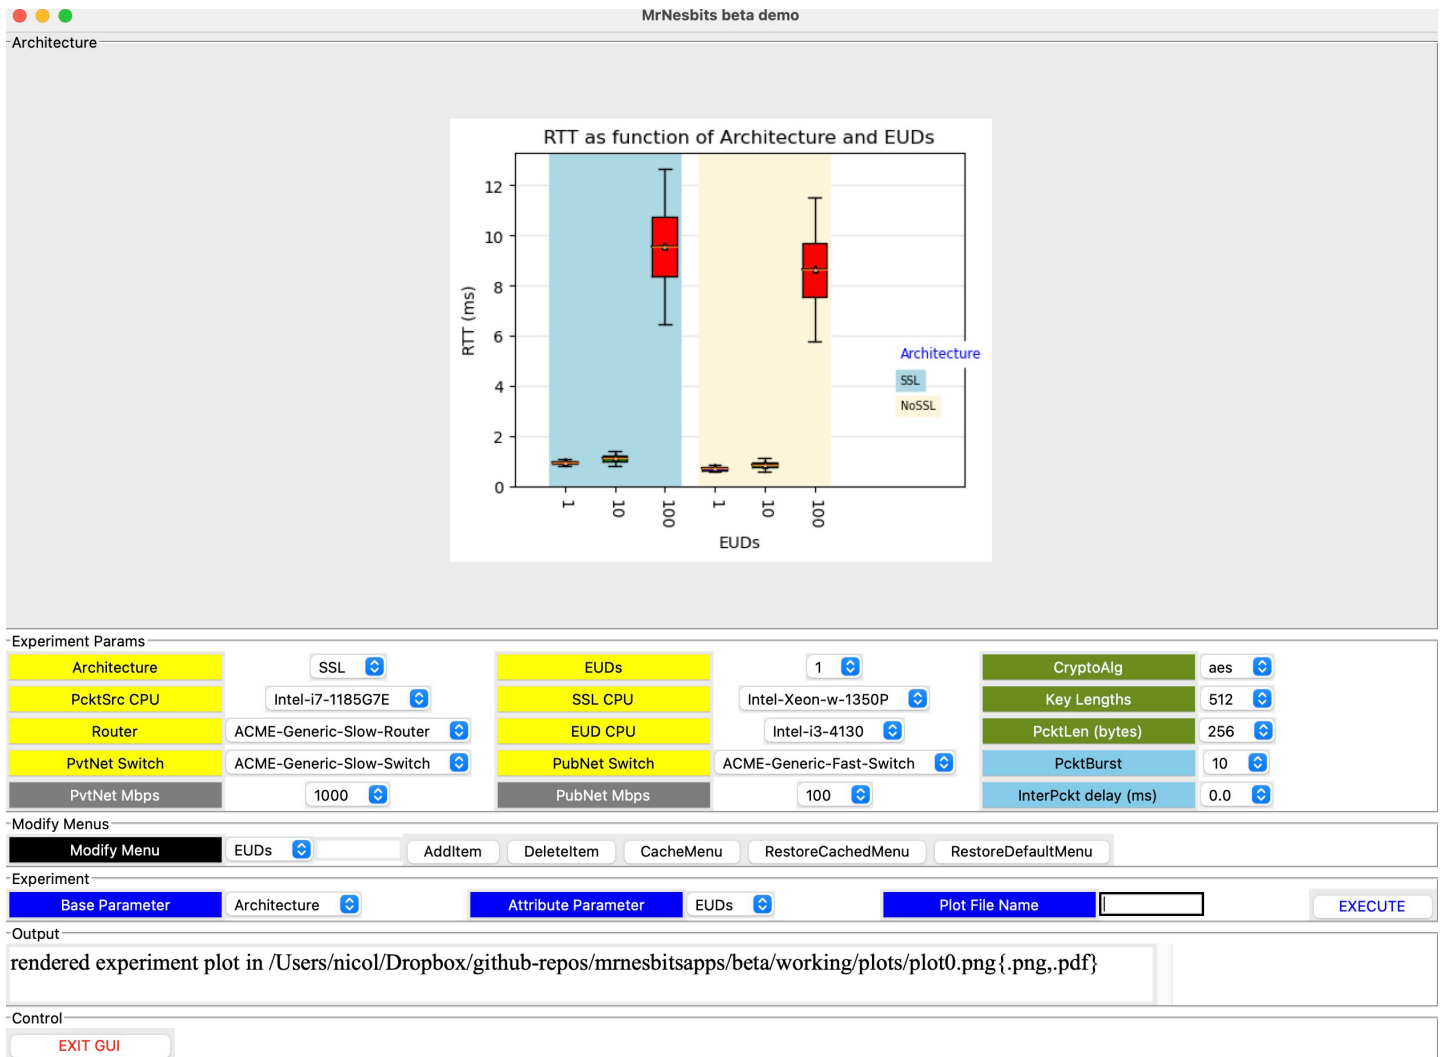 MrNesbits beta demo
Architecture
RTT as function of Architecture and EUDs
12
10
8
6
4
2
0
RTT (ms)
Architecture
SSL
NoSSL
1 10 100 1 10 100
EUDs
Experiment Params
Architecture SSL EUDs 1 CryptoAlg aes
PcktSrc CPU Intel-i7-1185G7E SSL CPU Intel-Xeon-w-1350P Key Lengths 512
Router ACME-Generic-Slow-Router EUD CPU Intel-i3-4130 PcktLen (bytes) 256
PvtNet Switch ACME-Generic-Slow-Switch PubNet Switch ACME-Generic-Fast-Switch PcktBurst 10
PvtNet Mbps 1000 PubNet Mbps 100 InterPckt delay (ms) 0.0
Modify Menus
Modify Menu EUDs AddItem DeleteItem CacheMenu RestoreCachedMenu RestoreDefaultMenu
Experiment
Base Parameter Architecture Attribute Parameter EUDs Plot File Name EXECUTE
Output
rendered experiment plot in /Users/nicol/Dropbox/github-repos/mrnesbitsapps/beta/working/plots/plot0.png{.png,.pdf}
Control
EXIT GUI